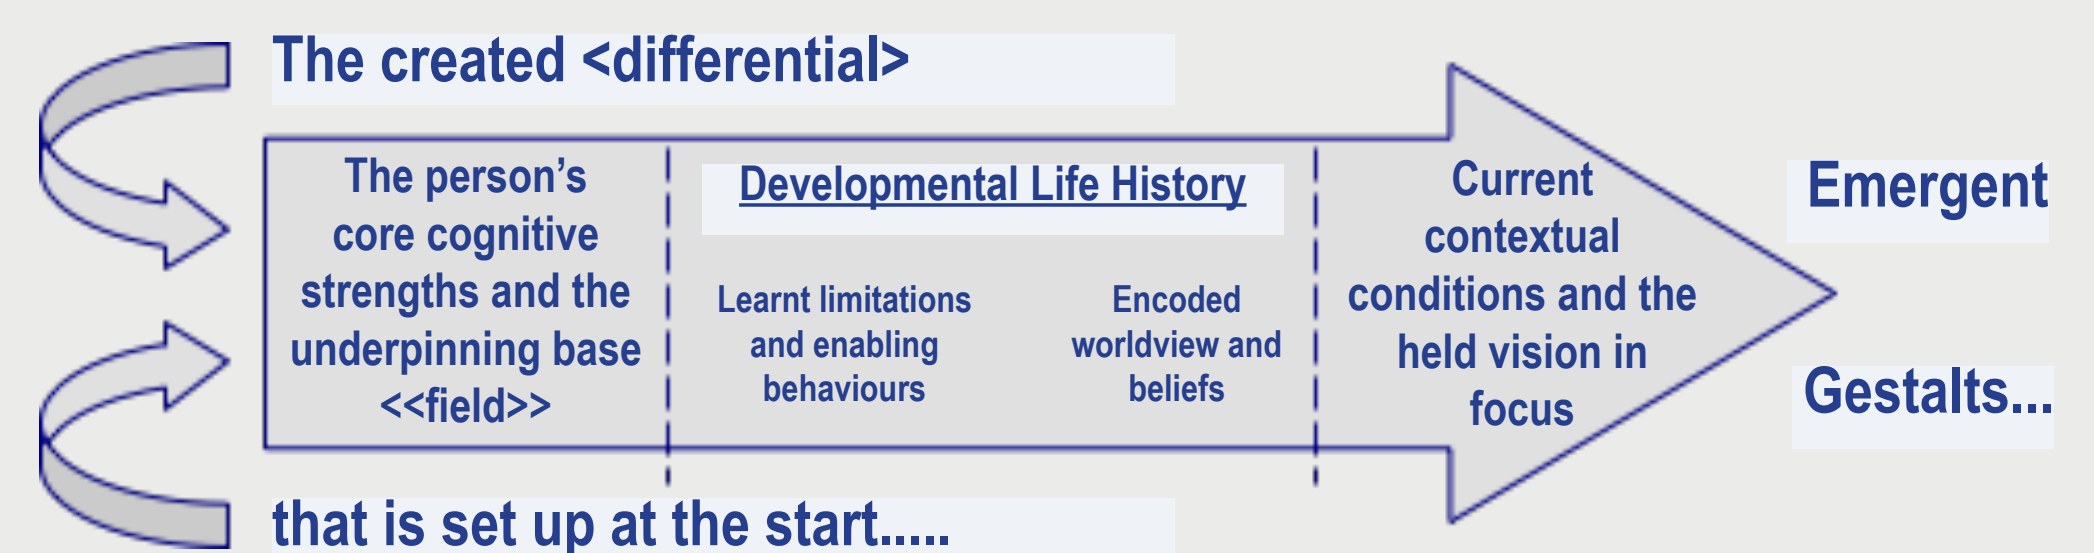 The created <differential>
The person’s
core cognitive
strengths and the
underpinning base
<<field>>
Developmental Life History
Learnt limitations
and enabling
behaviours
Encoded
worldview and
beliefs
Current
contextual
conditions and the
held vision in
focus
Emergent
Gestalts...
that is set up at the start.....